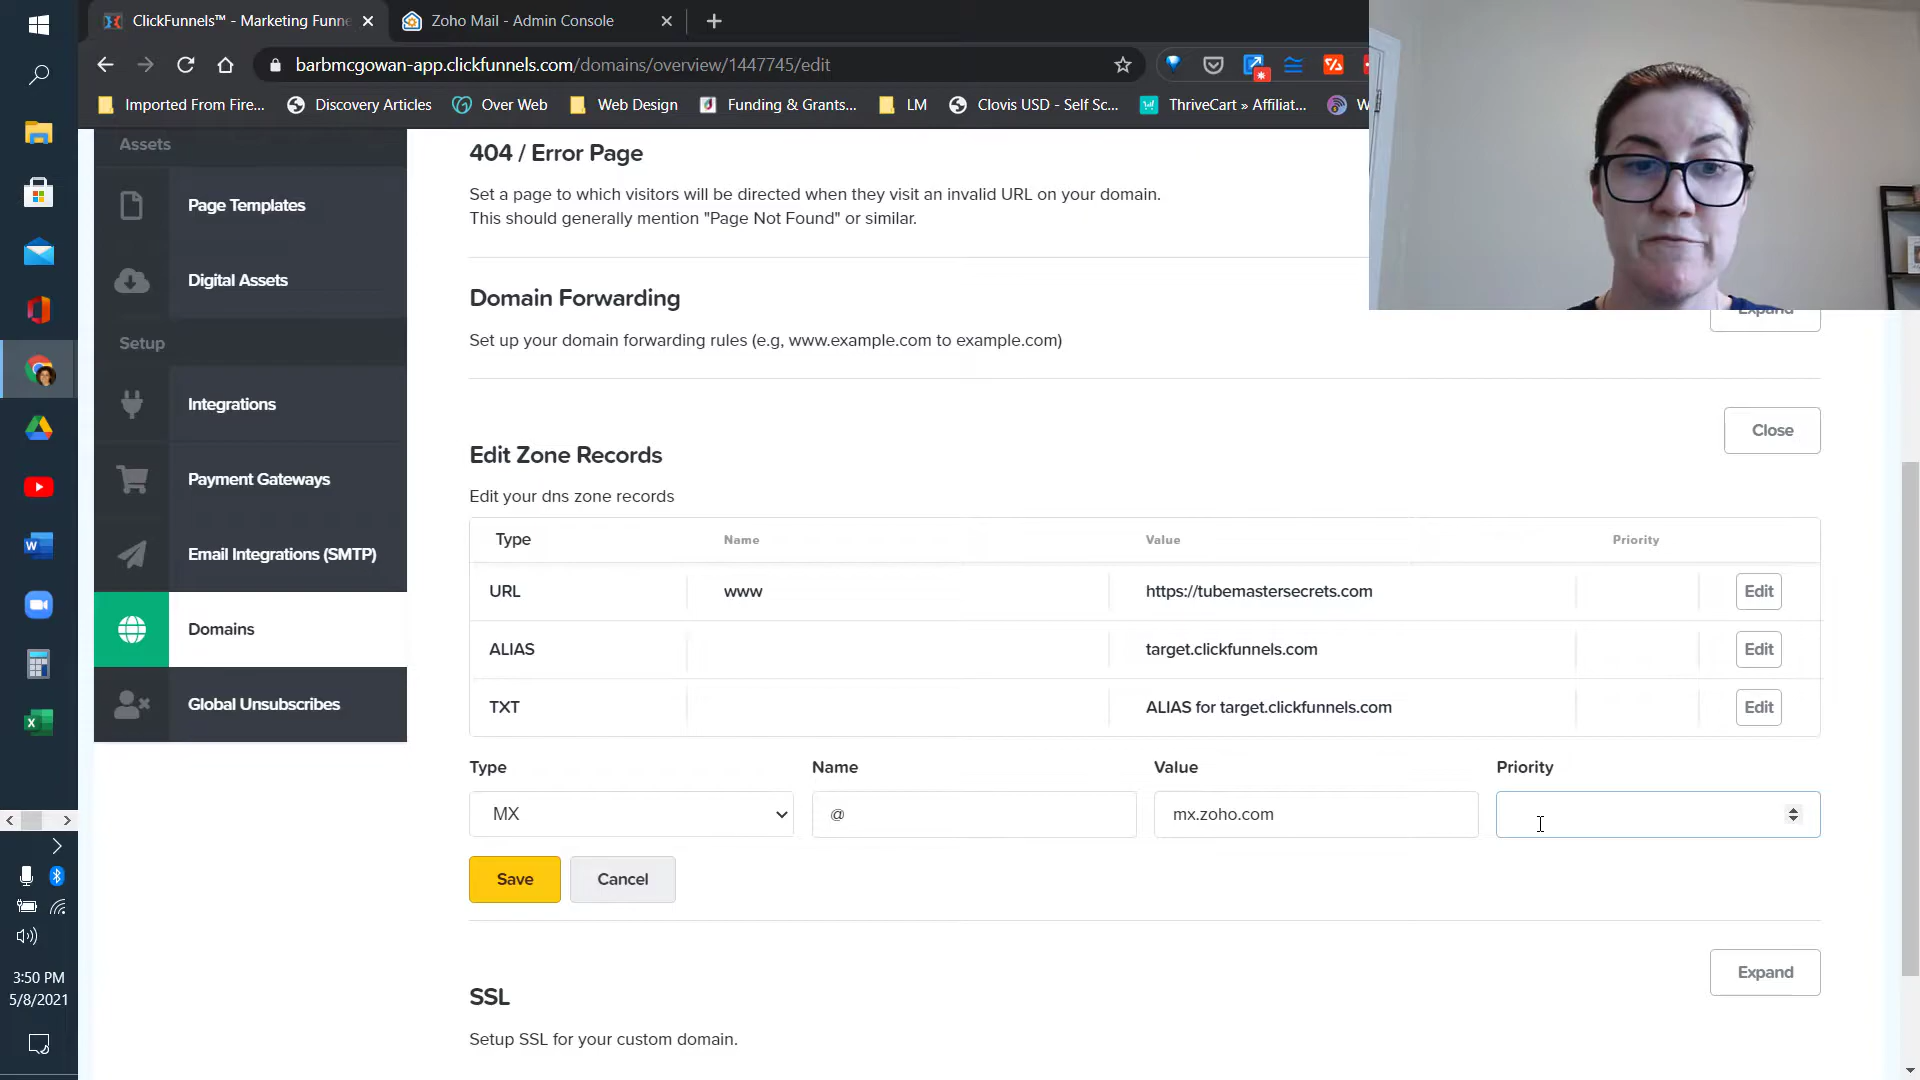 ClickFunnels™ - Marketing Funne
Zoho Mail - Admin Console
barbmcgowan-app.clickfunnels.com/domains/overview/1447745/edit
Imported From Fire...
Discovery Articles
Over Web
Web Design
Funding & Grants...
LM
Clovis USD - Self Sc...
ThriveCart » Affiliat...
Assets
Page Templates
Digital Assets
Setup
Integrations
Payment Gateways
Email Integrations (SMTP)
Domains
Global Unsubscribes
404 / Error Page
Set a page to which visitors will be directed when they visit an invalid URL on your domain.
This should generally mention "Page Not Found" or similar.
Domain Forwarding
Expand
Set up your domain forwarding rules (e.g, www.example.com to example.com)
Close
Edit Zone Records
Edit your dns zone records
Type Name Value Priority
URL www https://tubemastersecrets.com Edit
ALIAS target.clickfunnels.com Edit
TXT ALIAS for target.clickfunnels.com Edit
Type Name Value Priority
MX @ mx.zoho.com
Save Cancel
Expand
SSL
Setup SSL for your custom domain.
3:50 PM
5/8/2021